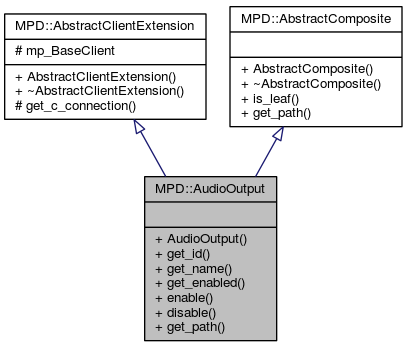 MPD::AbstractClientExtension
# mp_BaseClient
+ AbstractClientExtension()
+ ~AbstractClientExtension()
# get_c_connection()
MPD::AbstractComposite
+ AbstractComposite()
+ ~AbstractComposite()
+ is_leaf()
+ get_path()
MPD::AudioOutput
+ AudioOutput()
+ get_id()
+ get_name()
+ get_enabled()
+ enable()
+ disable()
+ get_path()